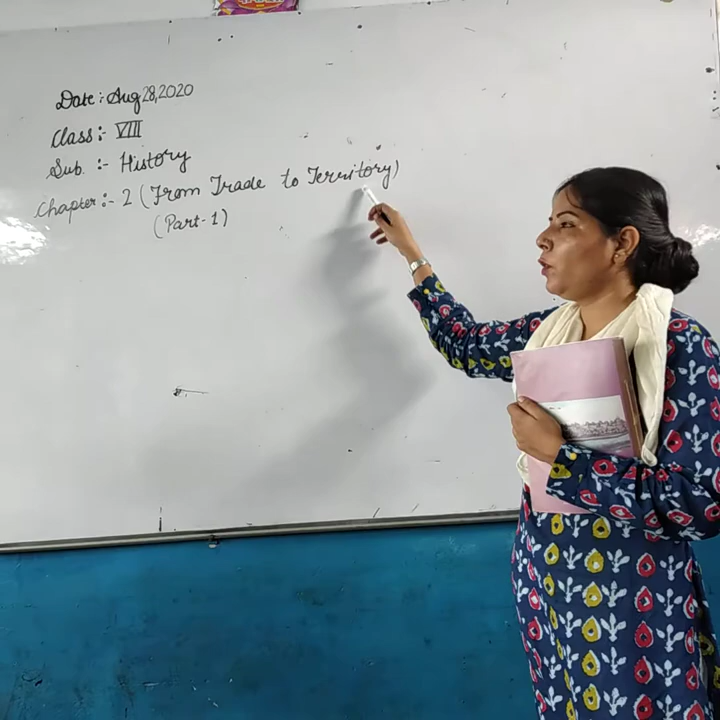 Date :- Aug 28, 2020
Class :- VIII
Sub. :- History
Chapter :- 2 (From Trade to Territory)
(Part-1)